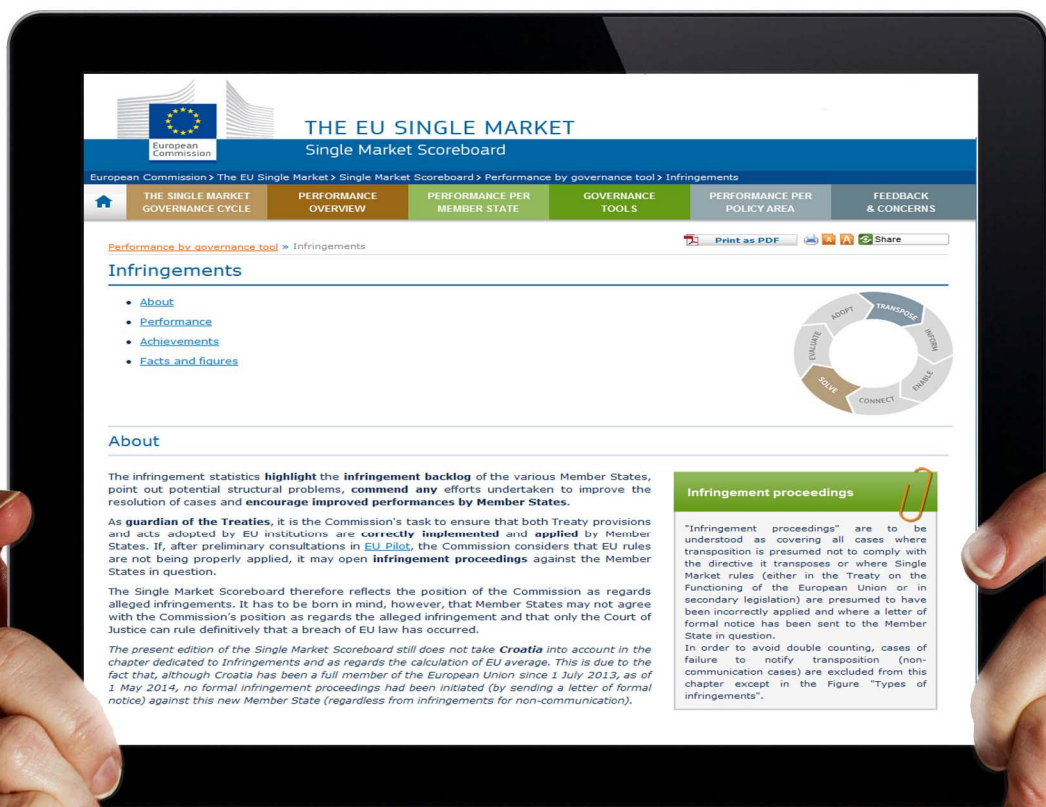 European
Commission
THE EU SINGLE MARKET
Single Market Scoreboard
European Commission > The EU Single Market > Single Market Scoreboard > Performance by governance tool > Infringements
THE SINGLE MARKET
GOVERNANCE CYCLE
PERFORMANCE
OVERVIEW
PERFORMANCE PER
MEMBER STATE
GOVERNANCE
TOOLS
PERFORMANCE PER
POLICY AREA
FEEDBACK
& CONCERNS
Performance by governance tool » Infringements
Print as PDF
A
A
Share
Infringements
• About
• Performance
• Achievements
• Facts and figures
ADOPT
TRANSPOSE
INFORM
ENABLE
CONNECT
SOLVE
EVALUATE
About
The infringement statistics highlight the infringement backlog of the various Member States,
point out potential structural problems, commend any efforts undertaken to improve the
resolution of cases and encourage improved performances by Member States.
As guardian of the Treaties, it is the Commission's task to ensure that both Treaty provisions
and acts adopted by EU institutions are correctly implemented and applied by Member
States. If, after preliminary consultations in EU Pilot, the Commission considers that EU rules
are not being properly applied, it may open infringement proceedings against the Member
States in question.
The Single Market Scoreboard therefore reflects the position of the Commission as regards
alleged infringements. It has to be born in mind, however, that Member States may not agree
with the Commission's position as regards the alleged infringement and that only the Court of
Justice can rule definitively that a breach of EU law has occurred.
The present edition of the Single Market Scoreboard still does not take Croatia into account in the
chapter dedicated to Infringements and as regards the calculation of EU average. This is due to the
fact that, although Croatia has been a full member of the European Union since 1 July 2013, as of
1 May 2014, no formal infringement proceedings had been initiated (by sending a letter of formal
notice) against this new Member State (regardless from infringements for non-communication).
Infringement proceedings
"Infringement proceedings" are to be
understood as covering all cases where
transposition is presumed not to comply with
the directive it transposes or where Single
Market rules (either in the Treaty on the
Functioning of the European Union or in
secondary legislation) are presumed to have
been incorrectly applied and where a letter of
formal notice has been sent to the Member
State in question.
In order to avoid double counting, cases of
failure to notify transposition (non-
communication cases) are excluded from this
chapter except in the Figure "Types of
infringements".